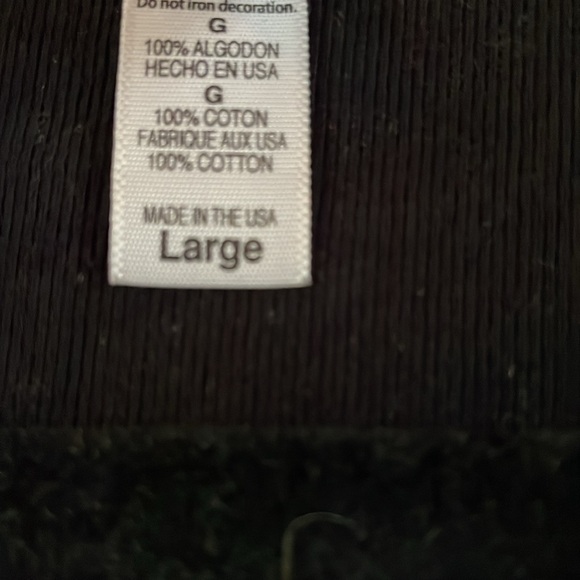 Do not iron decoration.
G
100% ALGODON
HECHO EN USA
G
100% COTON
FABRIQUE AUX USA
100% COTTON
MADE IN THE USA
Large